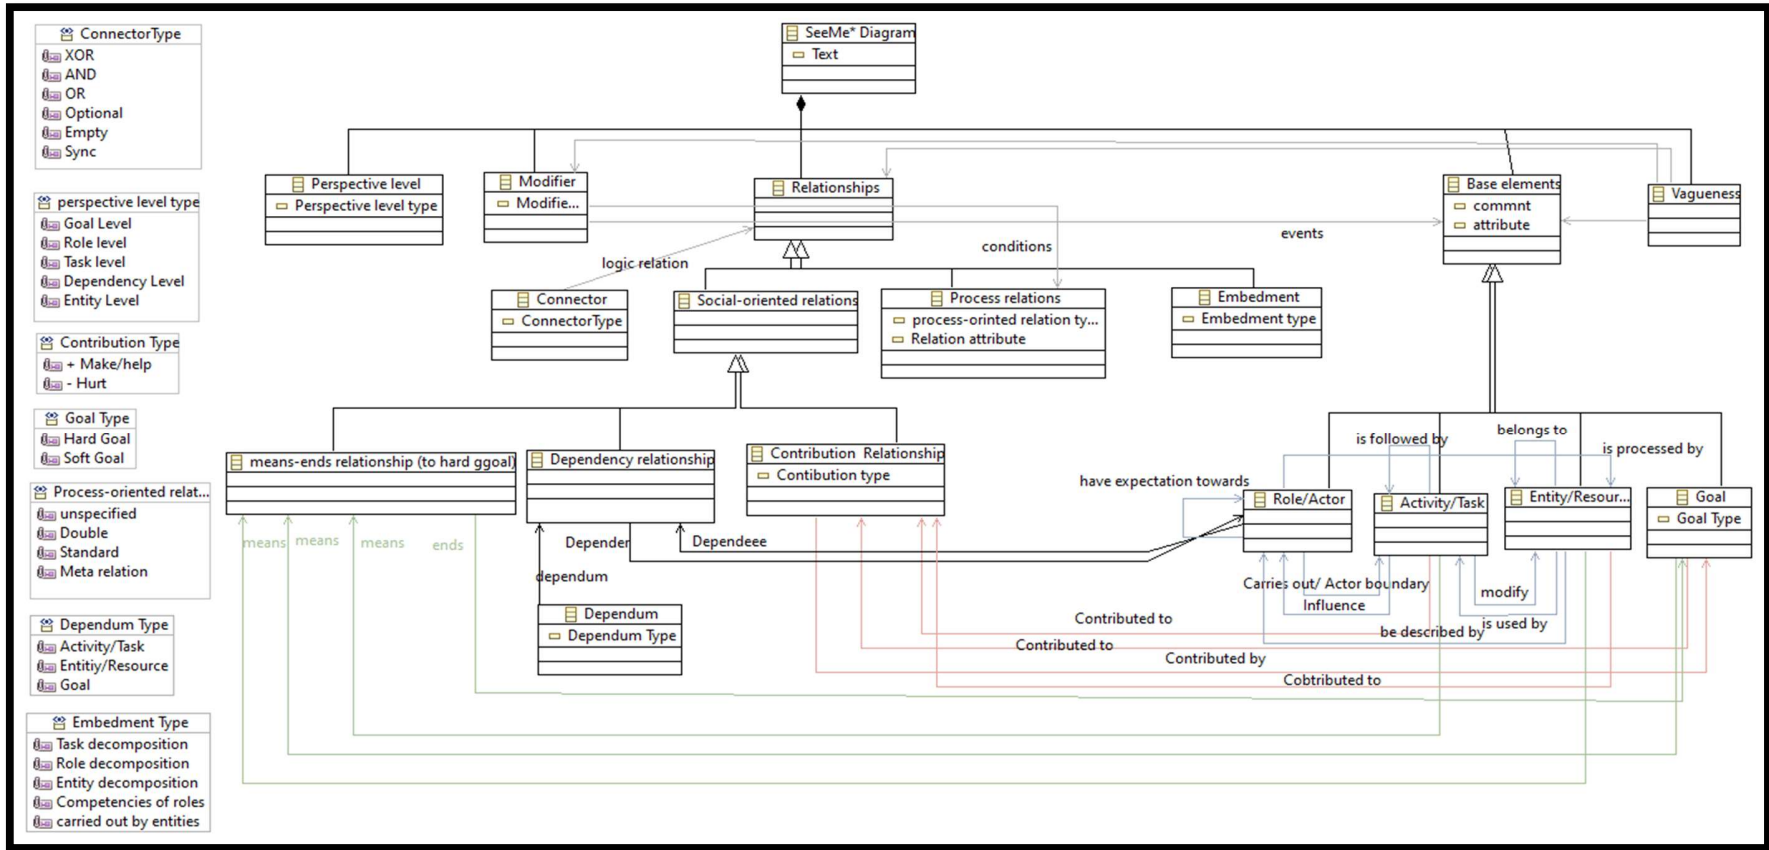 ConnectorType
XOR
AND
OR
Optional
Empty
Sync
perspective level type
Goal Level
Role level
Task level
Dependency Level
Entity Level
Contribution Type
+ Make/help
- Hurt
Goal Type
Hard Goal
Soft Goal
Process-oriented relat...
unspecified
Double
Standard
Meta relation
Dependum Type
Activity/Task
Entitiy/Resource
Goal
Embedment Type
Task decomposition
Role decomposition
Entity decomposition
Competencies of roles
carried out by entities
SeeMe* Diagram
Text
Perspective level
Perspective level type
Modifier
Modifie...
Relationships
Base elements
commnt
attribute
Vagueness
events
conditions
logic relation
Connector
ConnectorType
Social-oriented relations
Process relations
process-orinted relation ty...
Relation attribute
Embedment
Embedment type
means-ends relationship (to hard ggoal)
Dependency relationship
Contribution Relationship
Contibution type
is followed by
belongs to
is processed by
have expectation towards
Role/Actor
Activity/Task
Entity/Resour...
Goal
Goal Type
means
means
means
ends
Depender
Dependeee
dependum
Dependum
Dependum Type
Carries out/ Actor boundary
Influence
modify
is used by
be described by
Contributed to
Contributed to
Contributed by
Cobtributed to